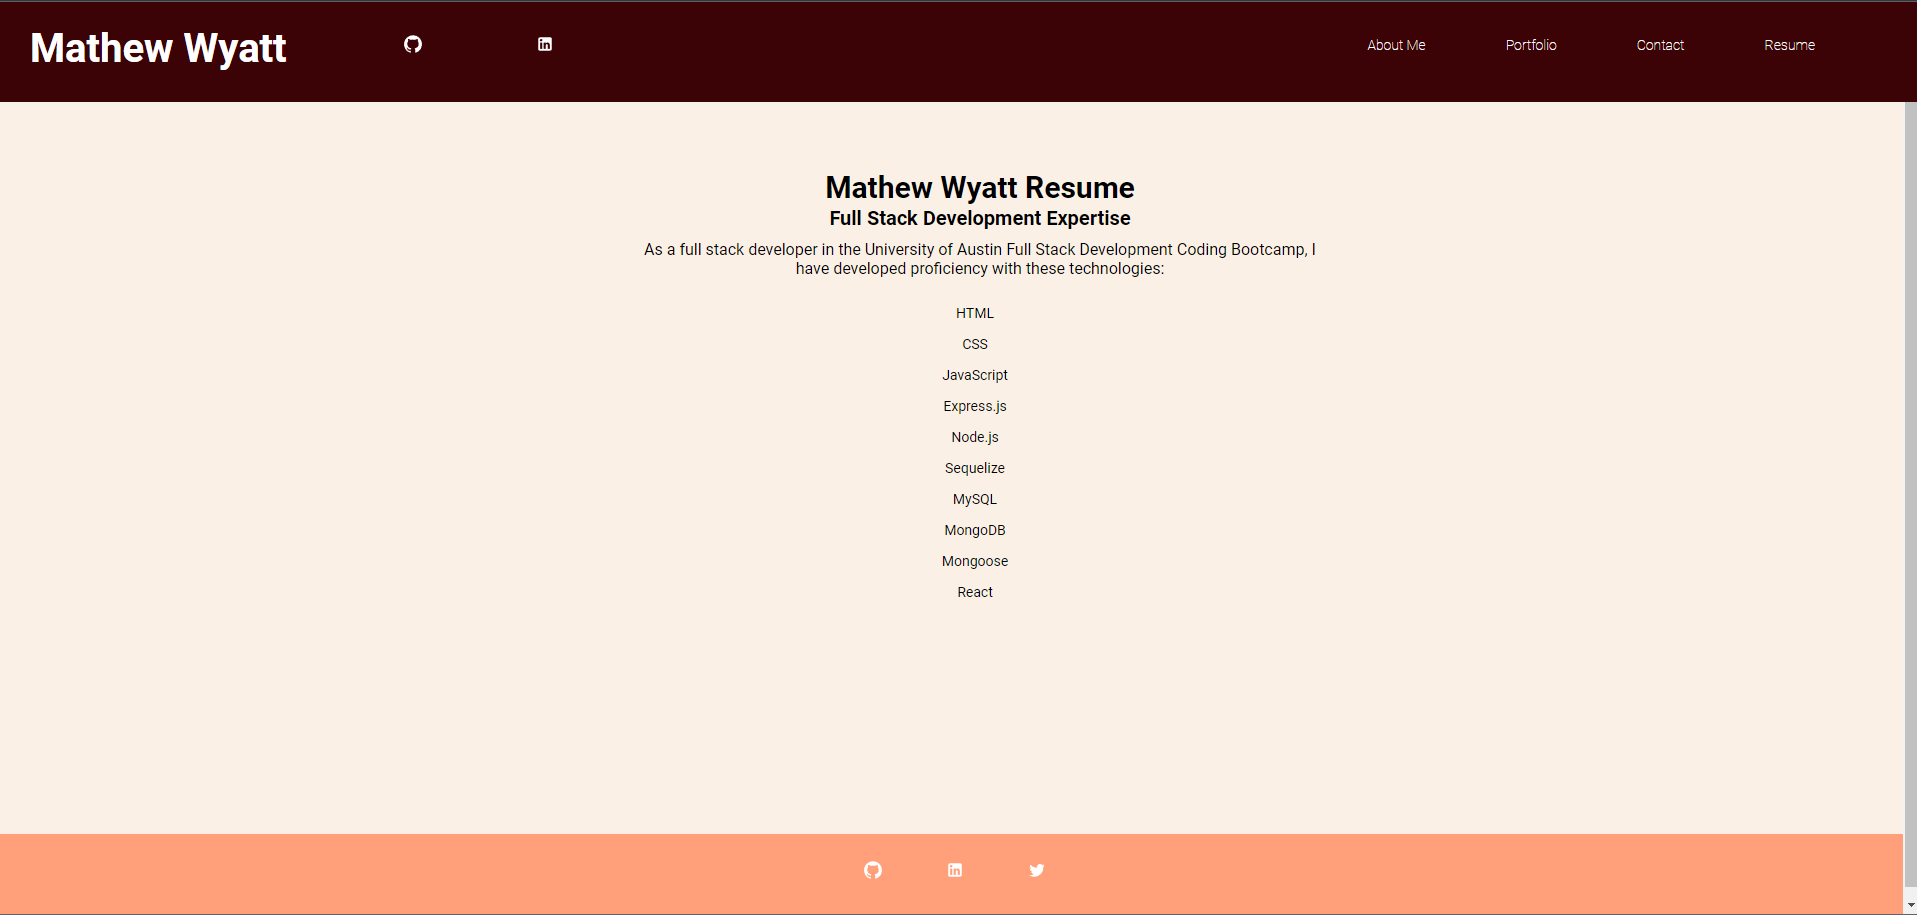 Mathew Wyatt
About Me
Portfolio
Contact
Resume
Mathew Wyatt Resume
Full Stack Development Expertise
As a full stack developer in the University of Austin Full Stack Development Coding Bootcamp, I
have developed proficiency with these technologies:
HTML
CSS
JavaScript
Express.js
Node.js
Sequelize
MySQL
MongoDB
Mongoose
React